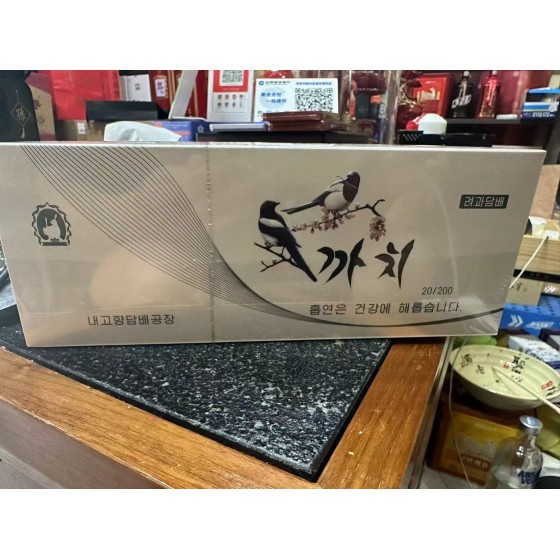 려과담배
까치
20/200
흡연은 건강에 해롭습니다.
내고향담배공장